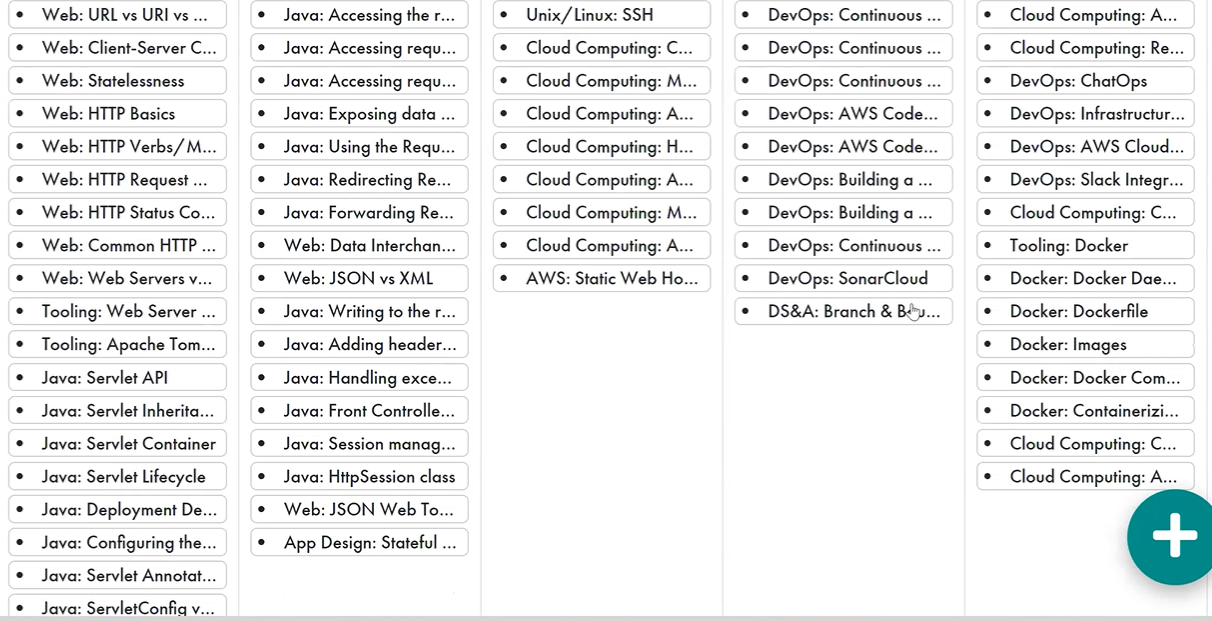 Web: URL vs URI vs ...
Web: Client-Server C...
Web: Statelessness
Web: HTTP Basics
Web: HTTP Verbs/M...
Web: HTTP Request ...
Web: HTTP Status Co...
Web: Common HTTP ...
Web: Web Servers v...
Tooling: Web Server ...
Tooling: Apache Tom...
Java: Servlet API
Java: Servlet Inherita...
Java: Servlet Container
Java: Servlet Lifecycle
Java: Deployment De...
Java: Configuring the...
Java: Servlet Annotat...
Java: ServletConfig v...
Java: Accessing the r...
Java: Accessing requ...
Java: Accessing requ...
Java: Exposing data ...
Java: Using the Requ...
Java: Redirecting Re...
Java: Forwarding Re...
Web: Data Interchan...
Web: JSON vs XML
Java: Writing to the r...
Java: Adding header...
Java: Handling exce...
Java: Front Controlle...
Java: Session manag...
Java: HttpSession class
Web: JSON Web To...
App Design: Stateful ...
Unix/Linux: SSH
Cloud Computing: C...
Cloud Computing: M...
Cloud Computing: A...
Cloud Computing: H...
Cloud Computing: A...
Cloud Computing: M...
Cloud Computing: A...
AWS: Static Web Ho...
DevOps: Continuous ...
DevOps: Continuous ...
DevOps: Continuous ...
DevOps: AWS Code...
DevOps: AWS Code...
DevOps: Building a ...
DevOps: Building a ...
DevOps: Continuous ...
DevOps: SonarCloud
DS&A: Branch & Bou...
Cloud Computing: A...
Cloud Computing: Re...
DevOps: ChatOps
DevOps: Infrastructur...
DevOps: AWS Cloud...
DevOps: Slack Integr...
Cloud Computing: C...
Tooling: Docker
Docker: Docker Dae...
Docker: Dockerfile
Docker: Images
Docker: Docker Com...
Docker: Containerizi...
Cloud Computing: C...
Cloud Computing: A...